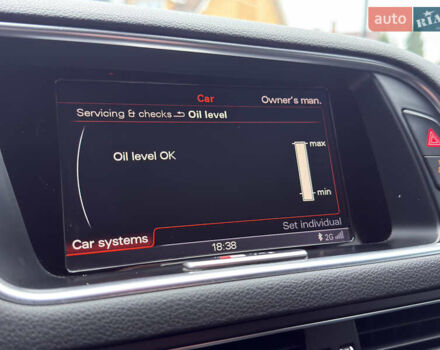 auto RIA
Car
Owner's man.
Servicing & checks Oil level
Oil level OK
max
min
Set individual
Car systems
18:38
2G